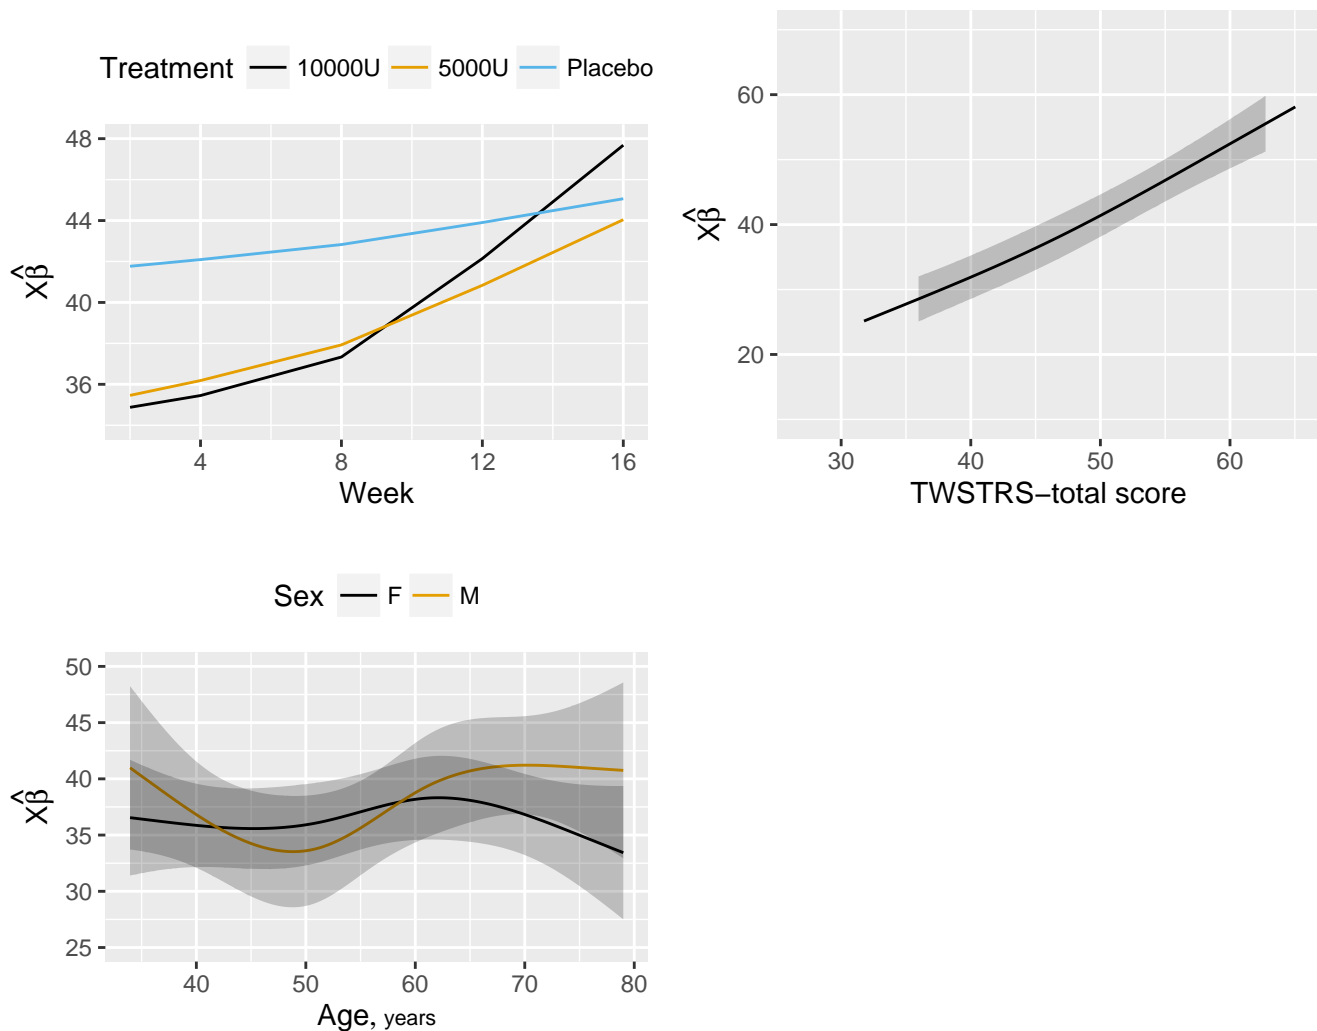 Treatment 10000U 5000U Placebo
48
44
40
36
Xβ̂
4 8 12 16
Week
60
40
20
Xβ̂
30 40 50 60
TWSTRS−total score
Sex F M
50
45
40
35
30
25
Xβ̂
40 50 60 70 80
Age, years